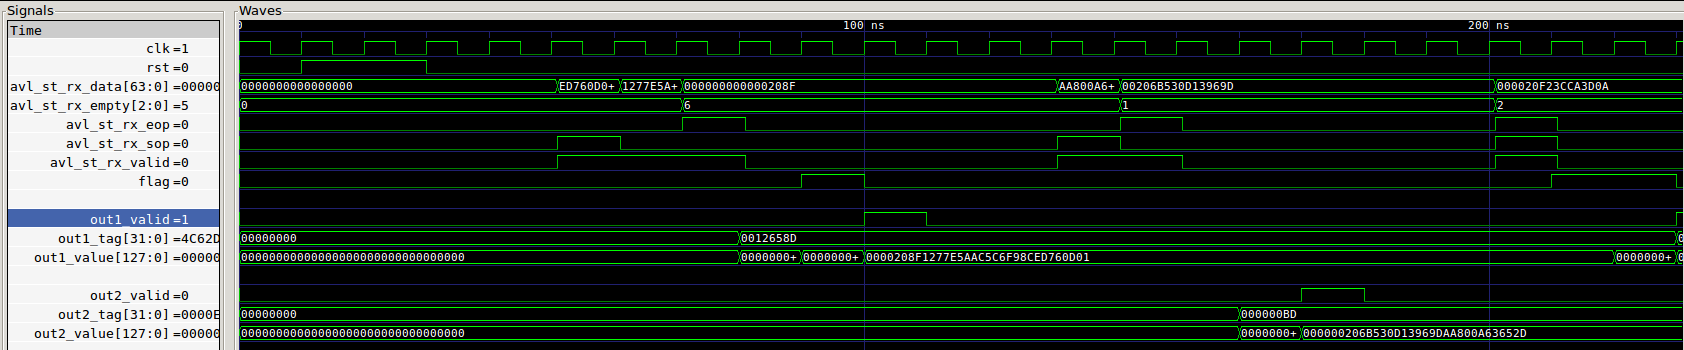 Signals Waves
Time 0 100 ns 200 ns
clk=1
rst=0
avl_st_rx_data[63:0]=00000 0000000000000000 ED760D0+ 1277E5A+ 000000000000208F AA800A6+ 00206B530D13969D 000020F23CCA3D0A
avl_st_rx_empty[2:0]=5 0 6 1 2
avl_st_rx_eop=0
avl_st_rx_sop=0
avl_st_rx_valid=0
flag=0
out1_valid=1
out1_tag[31:0]=4C62D 00000000 0012658D 0
out1_value[127:0]=00000 00000000000000000000000000000000 0000000+ 0000000+ 0000208F1277E5AAC5C6F98CED760D01 0000000+ 0
out2_valid=0
out2_tag[31:0]=0000E 00000000 000000BD
out2_value[127:0]=00000 00000000000000000000000000000000 0000000+ 000000206B530D13969DAA800A63652D